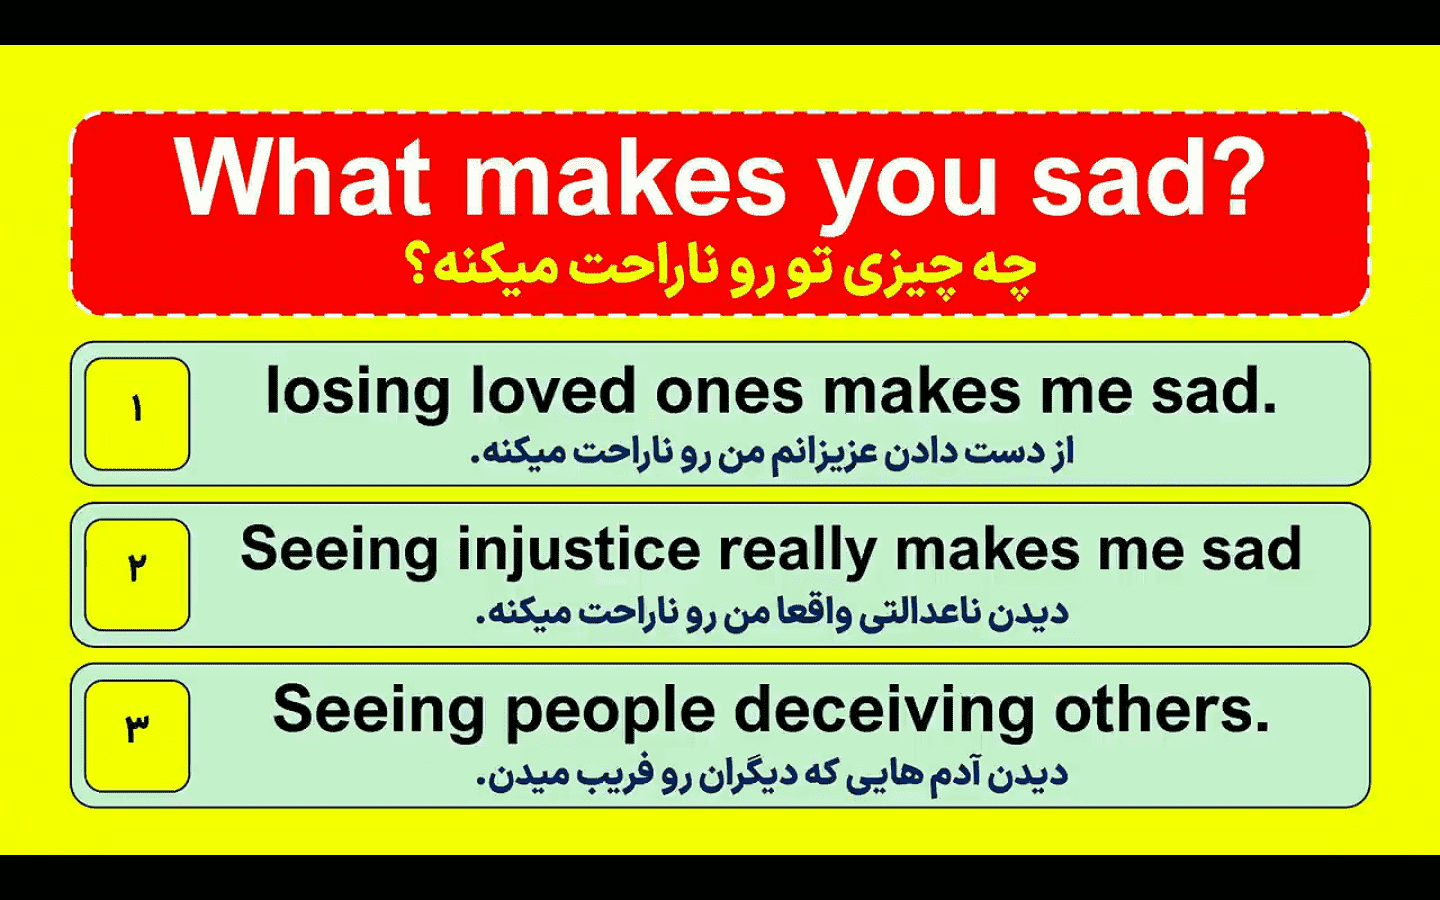 What makes you sad?
چه چیزی تو رو ناراحت میکنه؟
۱
losing loved ones makes me sad.
از دست دادن عزیزانم من رو ناراحت میکنه.
۲
Seeing injustice really makes me sad
دیدن ناعدالتی واقعا من رو ناراحت میکنه.
۳
Seeing people deceiving others.
دیدن آدم هایی که دیگران رو فریب میدن.